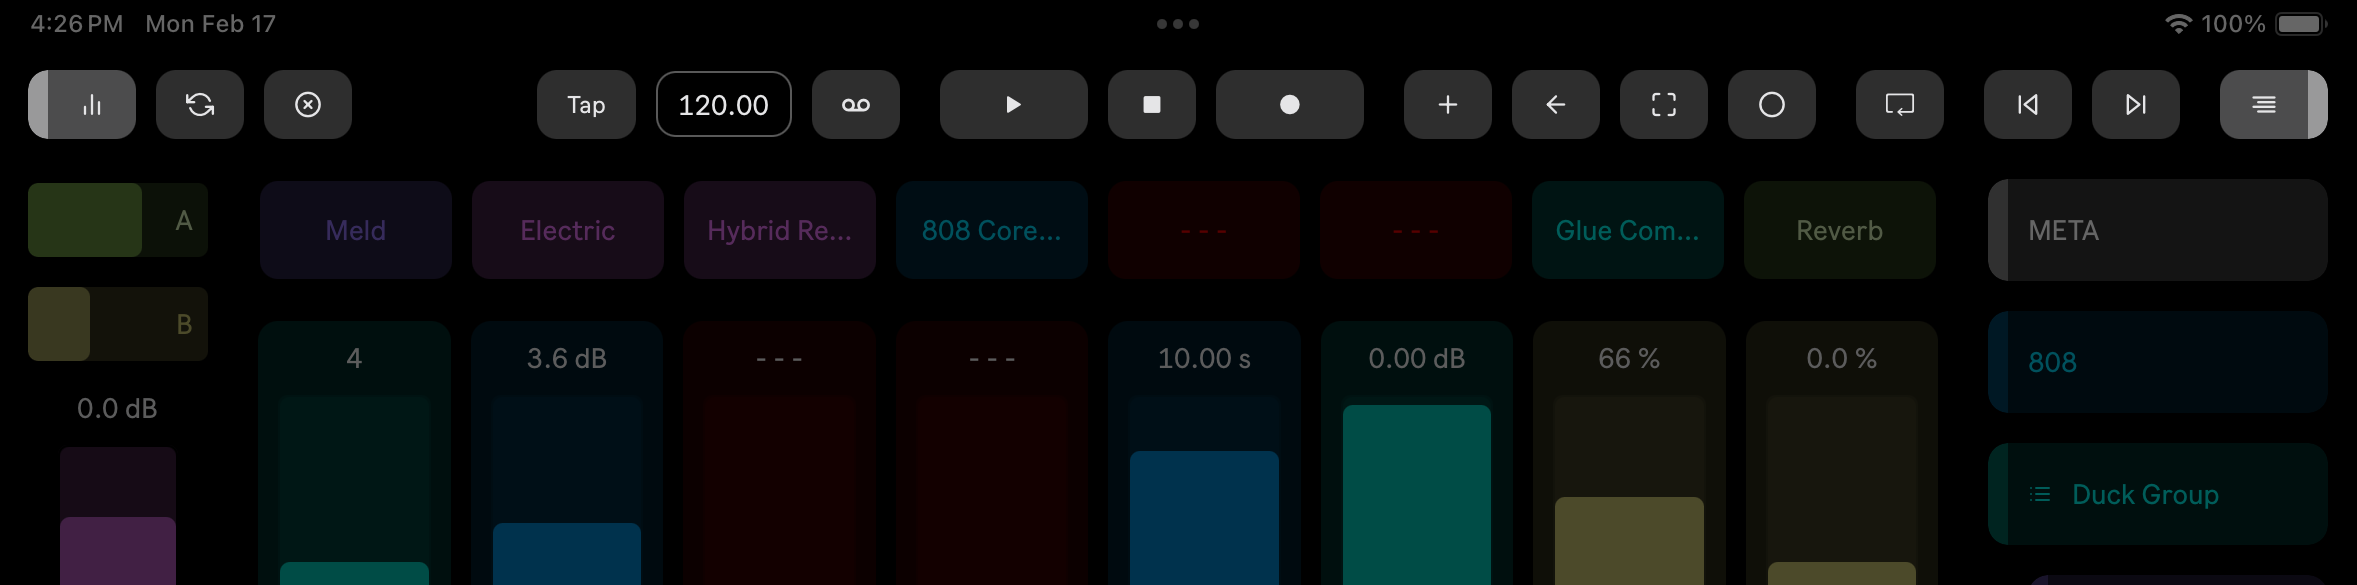 4:26 PM Mon Feb 17 100%
Tap 120.00
A Meld Electric Hybrid Re... 808 Core... - - - - - - Glue Com... Reverb META
B
4 3.6 dB - - - - - - 10.00 s 0.00 dB 66 % 0.0 % 808
0.0 dB
Duck Group